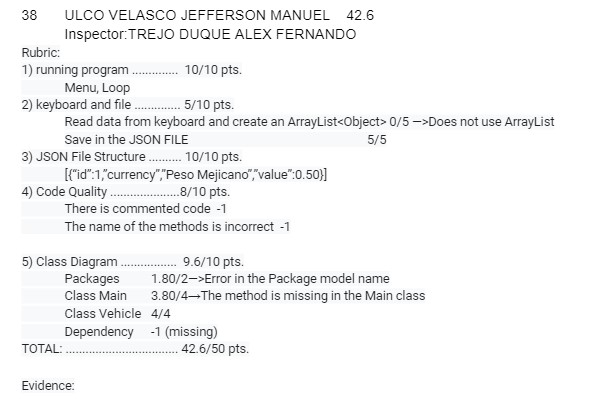 38 ULCO VELASCO JEFFERSON MANUEL 42.6
Inspector:TREJO DUQUE ALEX FERNANDO
Rubric:
1) running program .............. 10/10 pts.
Menu, Loop
2) keyboard and file .............. 5/10 pts.
Read data from keyboard and create an ArrayList<Object> 0/5 —>Does not use ArrayList
Save in the JSON FILE 5/5
3) JSON File Structure .......... 10/10 pts.
[{“id”:1,”currency”,”Peso Mejicano”,”value”:0.50}]
4) Code Quality .....................8/10 pts.
There is commented code -1
The name of the methods is incorrect -1
5) Class Diagram ................. 9.6/10 pts.
Packages 1.80/2—>Error in the Package model name
Class Main 3.80/4→The method is missing in the Main class
Class Vehicle 4/4
Dependency -1 (missing)
TOTAL: .................................. 42.6/50 pts.
Evidence: